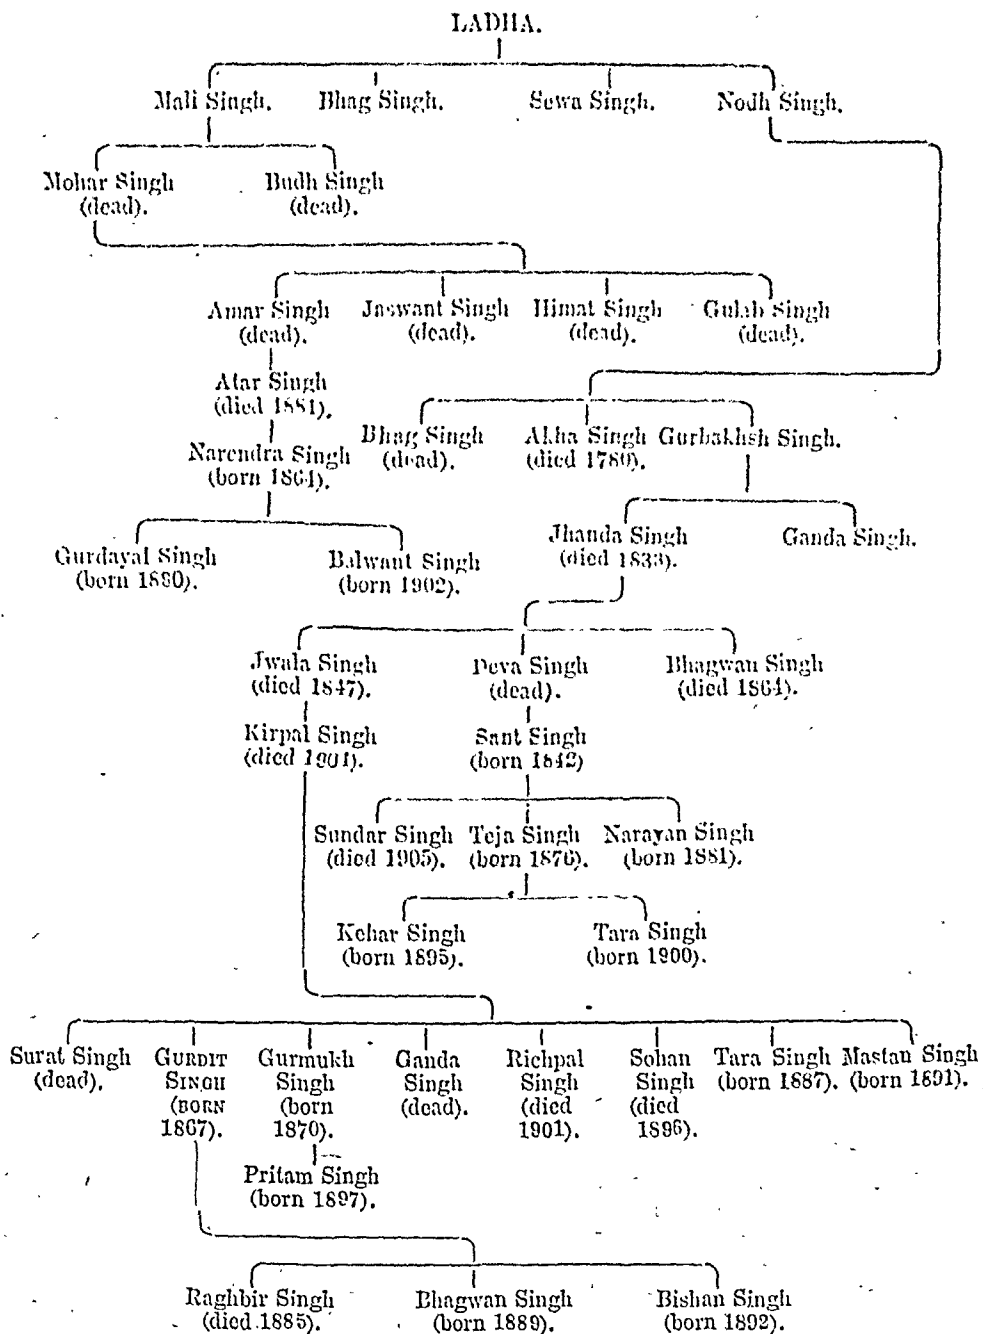 LADHA.
Mali Singh. Bhag Singh. Sewa Singh. Nodh Singh.
Mohar Singh Budh Singh
(dead). (dead).
Amar Singh Jaswant Singh Himat Singh Gulab Singh
(dead). (dead). (dead). (dead).
Atar Singh
(died 1881).
Bhag Singh Akha Singh Gurbakhsh Singh.
(dead). (died 1780).
Narendra Singh
(born 1864).
Jhanda Singh Ganda Singh.
(died 1833).
Gurdayal Singh Balwant Singh
(born 1890). (born 1902).
Jwala Singh Deva Singh Bhagwan Singh
(died 1847). (dead). (died 1864).
Kirpal Singh Sant Singh
(died 1904). (born 1842)
Sundar Singh Teja Singh Narayan Singh
(died 1905). (born 1876). (born 1881).
Kehar Singh Tara Singh
(born 1895). (born 1900).
Surat Singh GURDIT Gurmukh Ganda Richpal Sohan Tara Singh Mastan Singh
(dead). SINGH Singh Singh Singh Singh (born 1887). (born 1891).
(BORN (born (dead). (died (died
1867). 1870). 1901). 1896).
Pritam Singh
(born 1897).
Raghbir Singh Bhagwan Singh Bishan Singh
(died 1885). (born 1889). (born 1892).